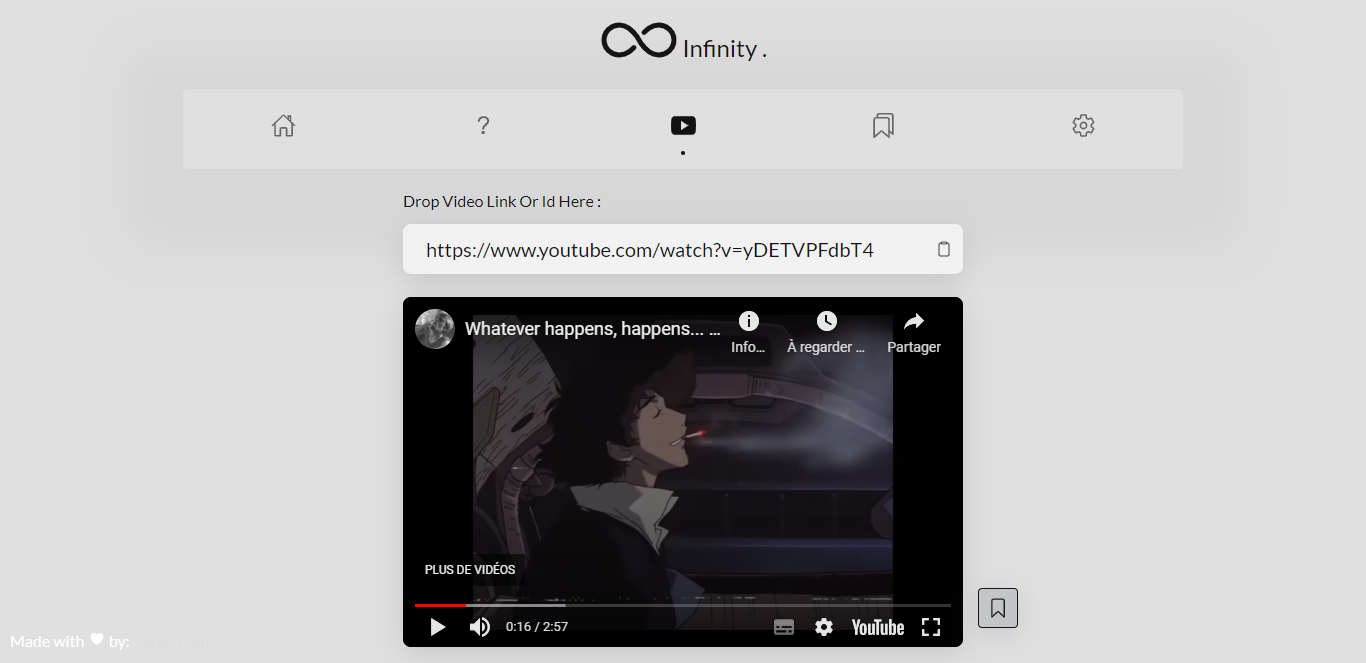 Infinity .
?
Drop Video Link Or Id Here :
https://www.youtube.com/watch?v=yDETVPFdbT4
Whatever happens, happens... ...
Info... À regarder ... Partager
PLUS DE VIDÉOS
0:16 / 2:57 YouTube
Made with by: